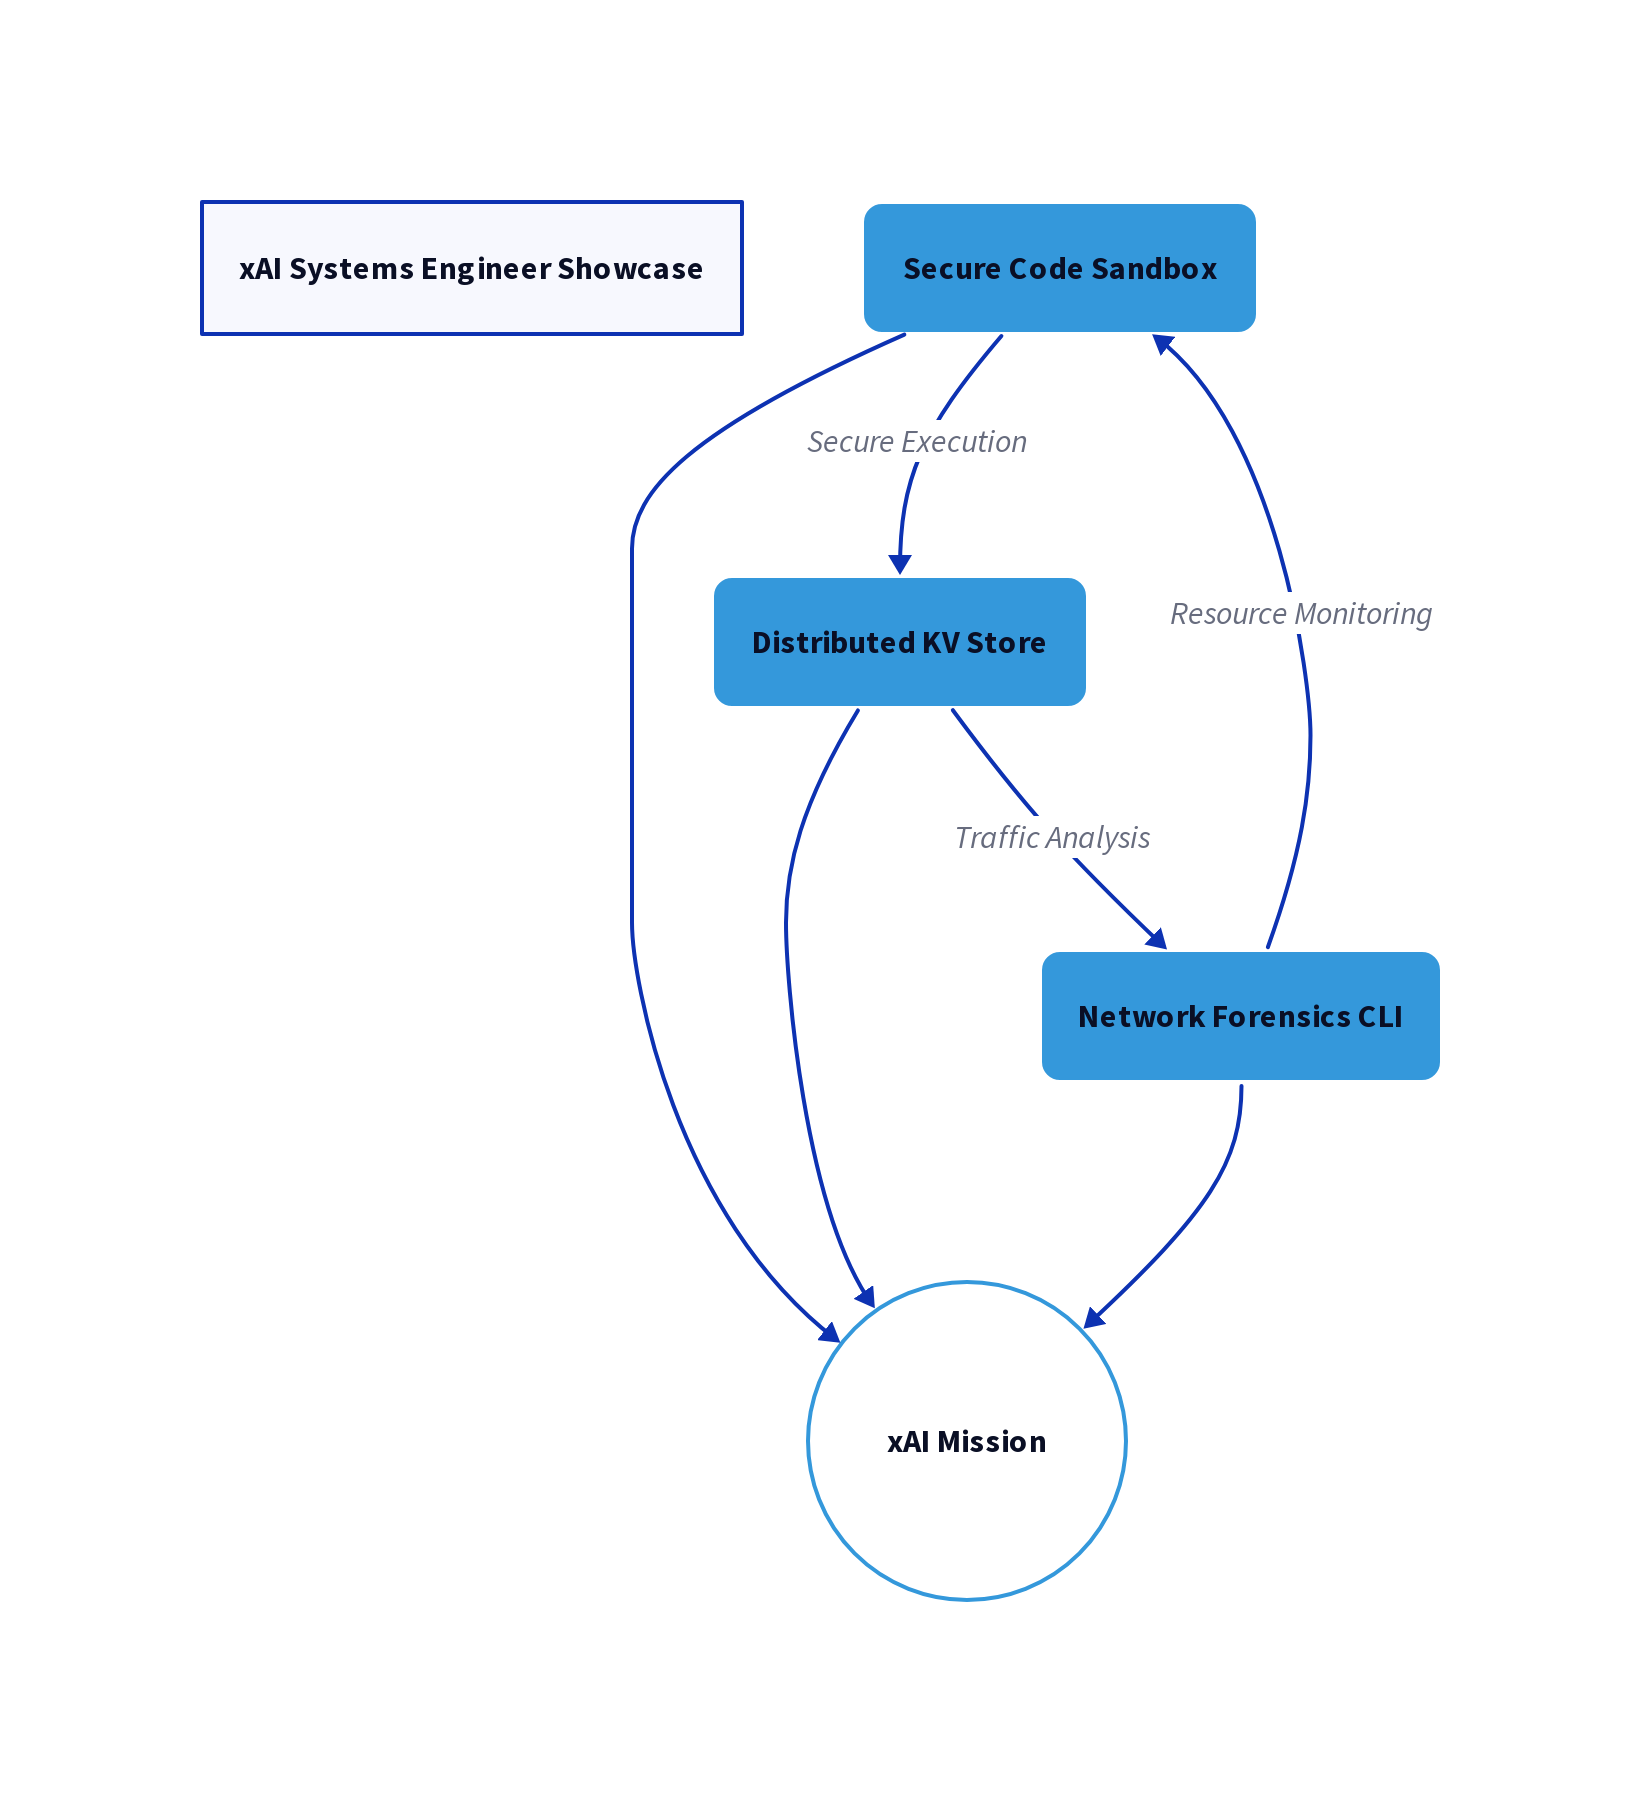 xAI Systems Engineer Showcase
Secure Code Sandbox
Secure Execution
Resource Monitoring
Distributed KV Store
Traffic Analysis
Network Forensics CLI
xAI Mission